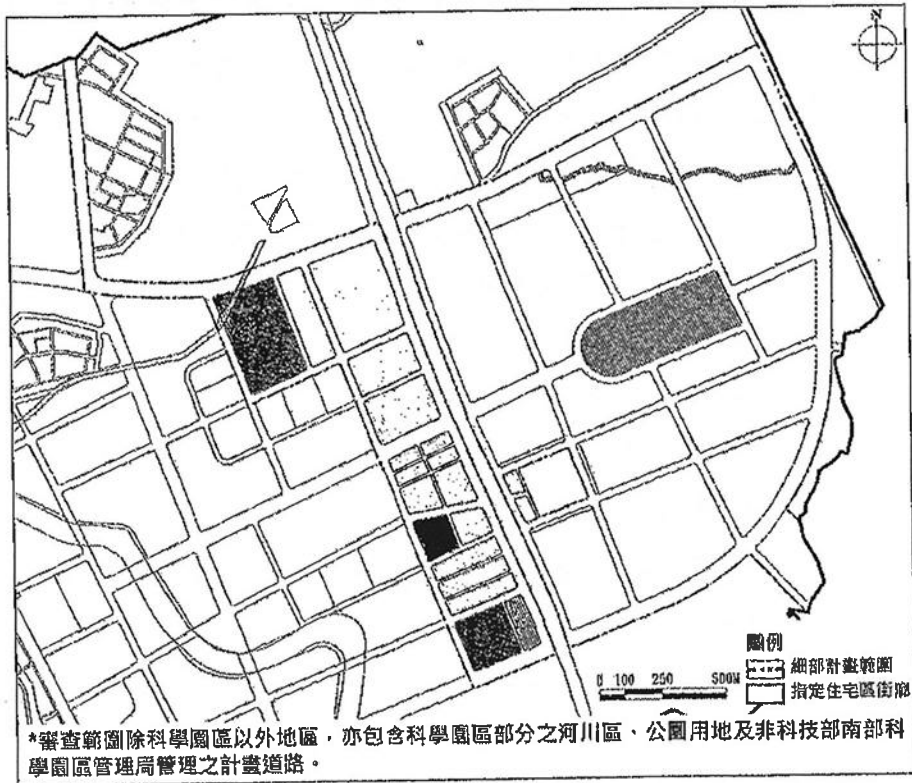 N
圖例
細部計畫範圍
指定住宅區街廓
0 100 250 500M
*審查範圍除科學園區以外地區，亦包含科學園區部分之河川區、公園用地及非科技部南部科
學園區管理局管理之計畫道路。